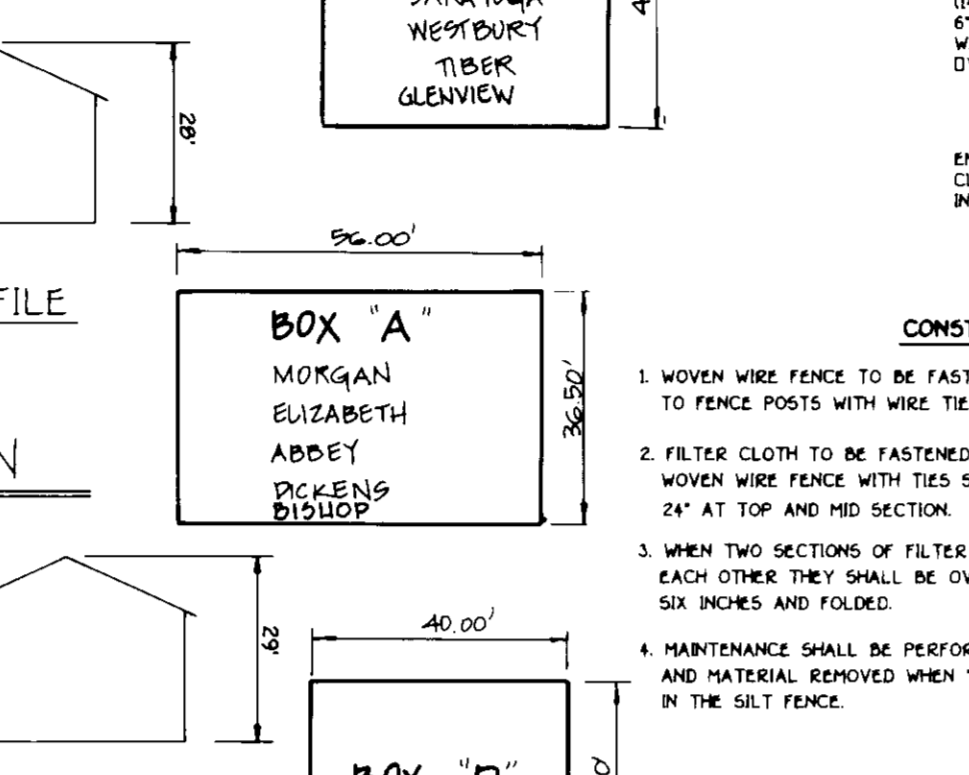 WESTBURY
TIBER
GLENVIEW
28'
56.00'
FILE
BOX "A"
MORGAN
ELIZABETH
ABBEY
DICKENS
BISHOP
36.50'
N
29'
40.00'
BOX
CONST
1. WOVEN WIRE FENCE TO BE FAST
TO FENCE POSTS WITH WIRE TIE
2. FILTER CLOTH TO BE FASTENED
WOVEN WIRE FENCE WITH TIES S
24" AT TOP AND MID SECTION.
3. WHEN TWO SECTIONS OF FILTER
EACH OTHER THEY SHALL BE OV
SIX INCHES AND FOLDED.
4. MAINTENANCE SHALL BE PERFOR
AND MATERIAL REMOVED WHEN "
IN THE SILT FENCE.